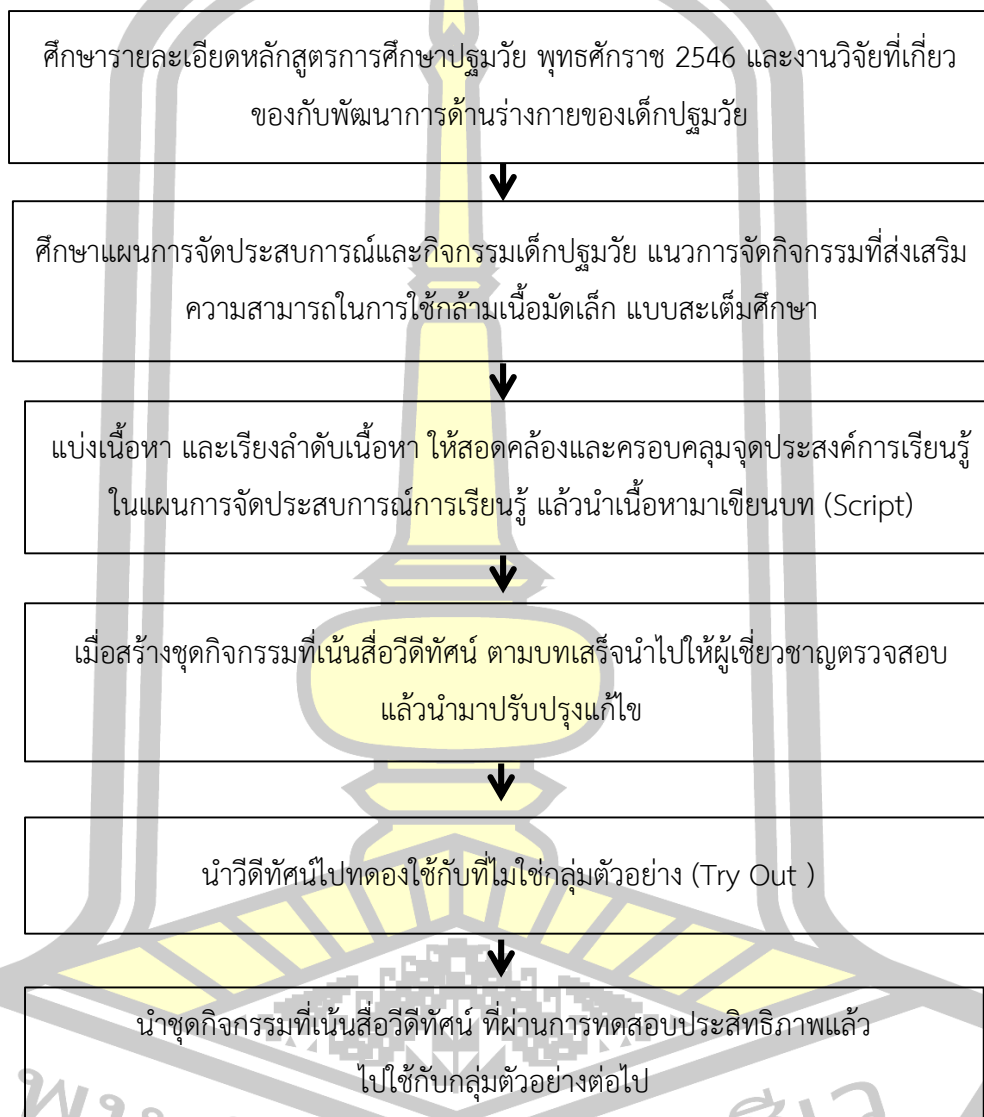 ศึกษารายละเอียดหลักสูตรการศึกษาปฐมวัย พุทธศักราช 2546 และงานวิจัยที่เกี่ยว
ของกับพัฒนาการด้านร่างกายของเด็กปฐมวัย
ศึกษาแผนการจัดประสบการณ์และกิจกรรมเด็กปฐมวัย แนวการจัดกิจกรรมที่ส่งเสริม
ความสามารถในการใช้กล้ามเนื้อมัดเล็ก แบบสะเต็มศึกษา
แบ่งเนื้อหา และเรียงลำดับเนื้อหา ให้สอดคล้องและครอบคลุมจุดประสงค์การเรียนรู้
ในแผนการจัดประสบการณ์การเรียนรู้ แล้วนำเนื้อหามาเขียนบท (Script)
เมื่อสร้างชุดกิจกรรมที่เน้นสื่อวีดีทัศน์ ตามบทเสร็จนำไปให้ผู้เชี่ยวชาญตรวจสอบ
แล้วนำมาปรับปรุงแก้ไข
นำวีดีทัศน์ไปทดองใช้กับที่ไม่ใช่กลุ่มตัวอย่าง (Try Out )
นำชุดกิจกรรมที่เน้นสื่อวีดีทัศน์ ที่ผ่านการทดสอบประสิทธิภาพแล้ว
ไปใช้กับกลุ่มตัวอย่างต่อไป